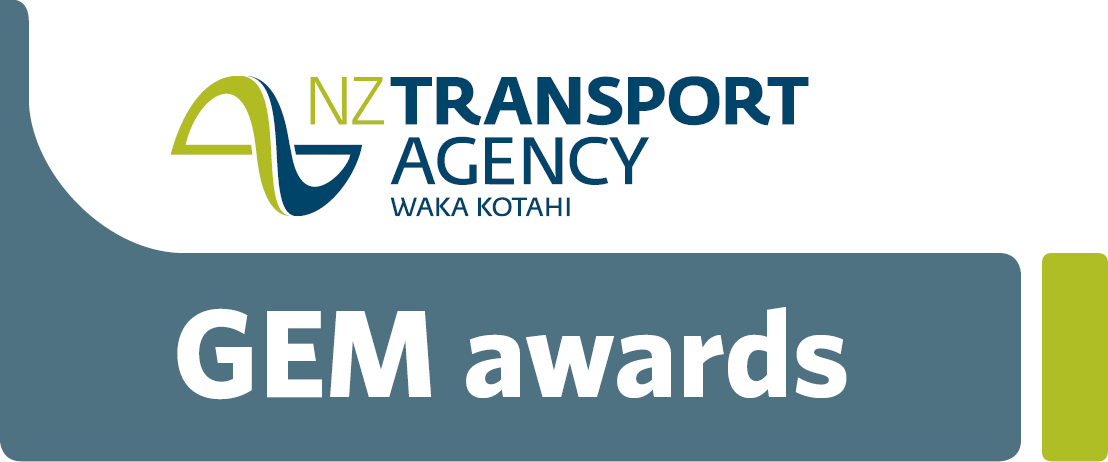 NZ TRANSPORT
AGENCY
WAKA KOTAHI
GEM awards